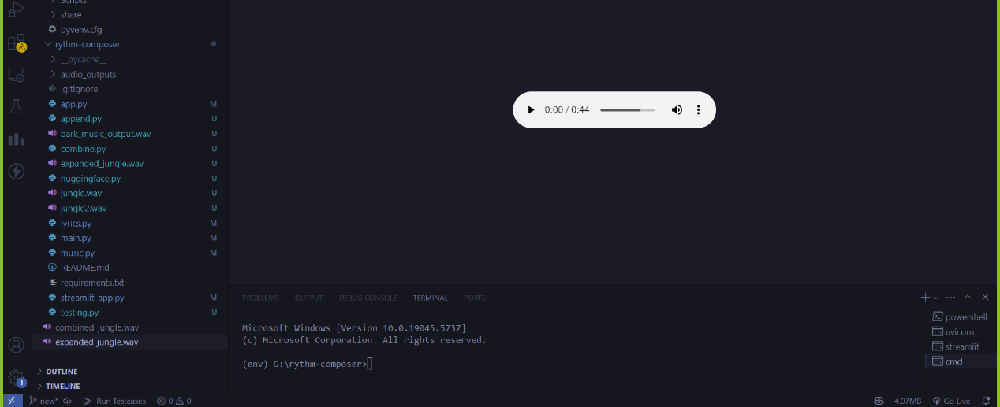 Scripts
share
pyvenv.cfg
rythm-composer
__pycache__
audio_outputs
.gitignore
app.py M
append.py U
bark_music_output.wav U
combine.py U
expanded_jungle.wav U
huggingface.py U
jungle.wav U
jungle2.wav U
lyrics.py M
main.py M
music.py M
README.md
requirements.txt
streamlit_app.py M
testing.py U
combined_jungle.wav
expanded_jungle.wav
OUTLINE
TIMELINE
1
0:00 / 0:44
PROBLEMS OUTPUT DEBUG CONSOLE TERMINAL PORTS
Microsoft Windows [Version 10.0.19045.5737]
(c) Microsoft Corporation. All rights reserved.
(env) G:\rythm-composer>
powershell
uvicorn
streamlit
cmd
new* Run Testcases 0 0 4.07MB Go Live